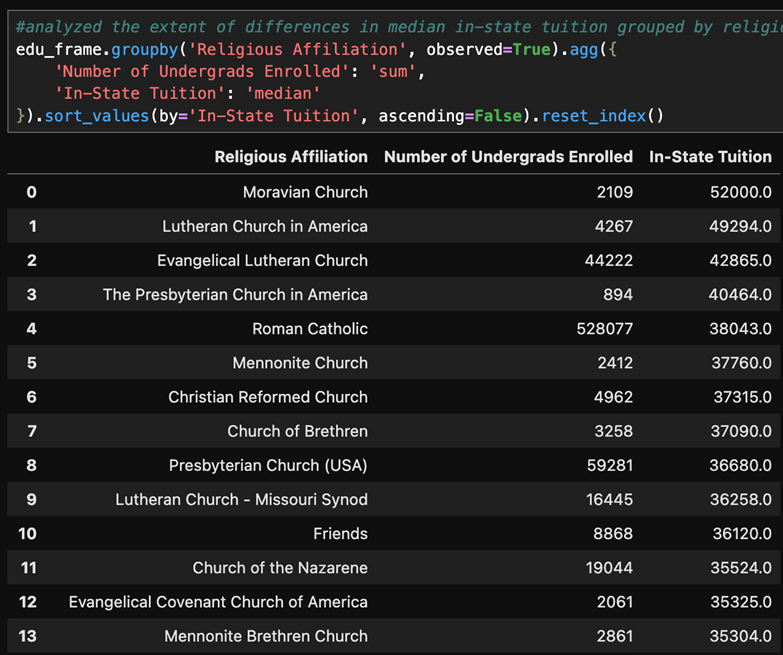 #analyzed the extent of differences in median in-state tuition grouped by
edu_frame.groupby('Religious Affiliation', observed=True).agg({
'Number of Undergrads Enrolled': 'sum',
'In-State Tuition': 'median'
}).sort_values(by='In-State Tuition', ascending=False).reset_index()
Religious Affiliation Number of Undergrads Enrolled In-State Tuition
0 Moravian Church 2109 52000.0
1 Lutheran Church in America 4267 49294.0
2 Evangelical Lutheran Church 44222 42865.0
3 The Presbyterian Church in America 894 40464.0
4 Roman Catholic 528077 38043.0
5 Mennonite Church 2412 37760.0
6 Christian Reformed Church 4962 37315.0
7 Church of Brethren 3258 37090.0
8 Presbyterian Church (USA) 59281 36680.0
9 Lutheran Church - Missouri Synod 16445 36258.0
10 Friends 8868 36120.0
11 Church of the Nazarene 19044 35524.0
12 Evangelical Covenant Church of America 2061 35325.0
13 Mennonite Brethren Church 2861 35304.0